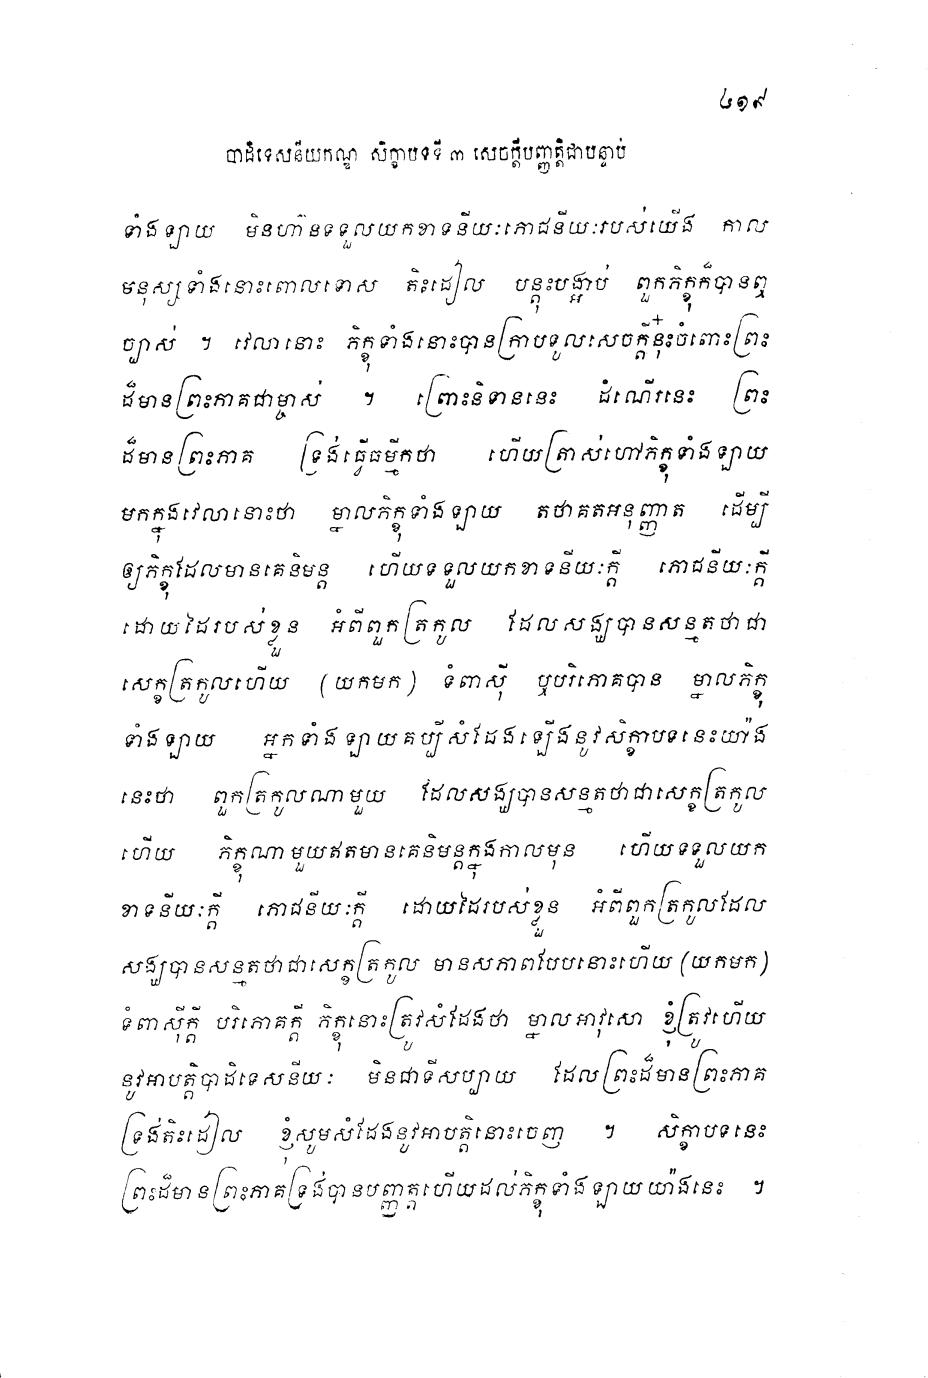 ៤១៩
បាដិទេសនីយកណ្ឌ សិក្ខាបទទី ៣ សេចក្តីបញ្ញត្តិជាបន្ទាប់
ទាំងឡាយ មិនហ៊ានទទួលយកខាទនីយៈភោជនីយៈរបស់យើង កាល
មនុស្សទាំងនោះពោលទោស តិះដៀល បន្តុះបង្អាប់ ពួកភិក្ខុក៏បានឮ
ច្បាស់ ។ វេលានោះ ភិក្ខុទាំងនោះបានក្រាបទូលសេចក្តីនុ៎ះចំពោះព្រះ
ដ៏មានព្រះភាគជាម្ចាស់ ។ ព្រោះនិទាននេះ ដំណើរនេះ ព្រះ
ដ៏មានព្រះភាគ ទ្រង់ធ្វើធម្មីកថា ហើយត្រាស់ហៅភិក្ខុទាំងឡាយ
មកក្នុងវេលានោះថា ម្នាលភិក្ខុទាំងឡាយ តថាគតអនុញ្ញាត ដើម្បី
ឲ្យភិក្ខុដែលមានគេនិមន្ត ហើយទទួលយកខាទនីយៈក្តី ភោជនីយៈក្តី
ដោយដៃរបស់ខ្លួន អំពីពួកត្រកូល ដែលសង្ឃបានសន្មតថាជា
សេក្ខត្រកូលហើយ (យកមក) ទំពាស៊ី ឬបរិភោគបាន ម្នាលភិក្ខុ
ទាំងឡាយ អ្នកទាំងឡាយគប្បីសំដែងឡើងនូវសិក្ខាបទនេះយ៉ាង
នេះថា ពួកត្រកូលណាមួយ ដែលសង្ឃបានសន្មតថាជាសេក្ខត្រកូល
ហើយ ភិក្ខុណាមួយឥតមានគេនិមន្តក្នុងកាលមុន ហើយទទួលយក
ខាទនីយៈក្តី ភោជនីយៈក្តី ដោយដៃរបស់ខ្លួន អំពីពួកត្រកូលដែល
សង្ឃបានសន្មតថាជាសេក្ខត្រកូល មានសភាពបែបនោះហើយ (យកមក)
ទំពាស៊ីក្តី បរិភោគក្តី ភិក្ខុនោះត្រូវសំដែងថា ម្នាលអាវុសោ ខ្ញុំត្រូវហើយ
នូវអាបត្តិបាដិទេសនីយៈ មិនជាទីសប្បាយ ដែលព្រះដ៏មានព្រះភាគ
ទ្រង់តិះដៀល ខ្ញុំសូមសំដែងនូវអាបត្តិនោះចេញ ។ សិក្ខាបទនេះ
ព្រះដ៏មានព្រះភាគទ្រង់បានបញ្ញាត្តហើយដល់ភិក្ខុទាំងឡាយយ៉ាងនេះ ។